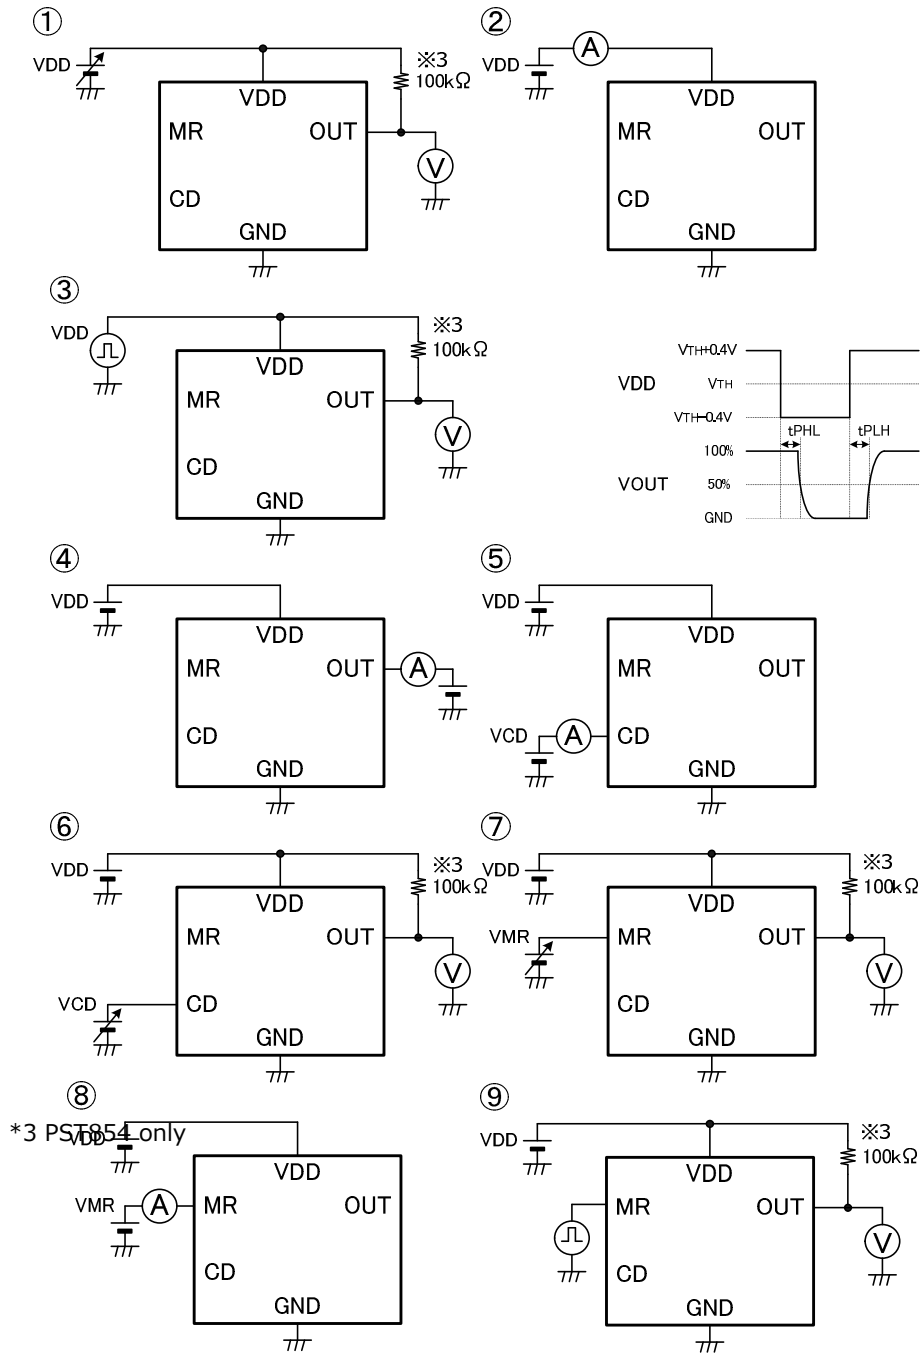 ① ②
VDD ※3 100kΩ
VDD
MR OUT
V
CD
GND
VDD A
VDD
MR OUT
CD
GND
③
VDD ※3
100kΩ
VDD
MR OUT
V
CD
GND
VTH+0.4V
VDD VTH
VTH-0.4V
tPHL tPLH
100%
VOUT 50%
GND
④ ⑤
VDD
VDD
MR OUT A
CD
GND
VDD
VDD
MR OUT
VCD A CD
GND
⑥ ⑦
VDD ※3
100kΩ
VDD
MR OUT
V
VCD CD
GND
VDD ※3
100kΩ
VDD
VMR MR OUT
V
CD
GND
⑧ ⑨
*3 PST854 only
VDD
VDD
VMR A MR OUT
CD
GND
VDD ※3
100kΩ
VDD
MR OUT
V
CD
GND